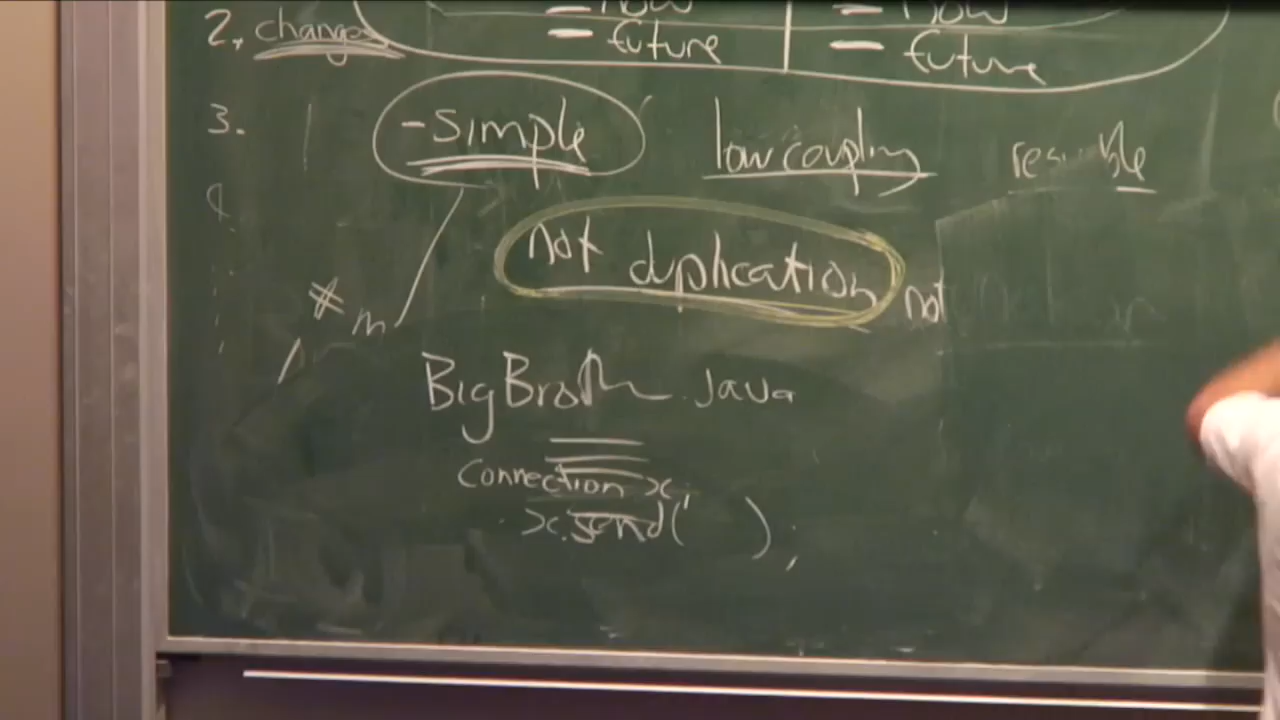 = now = now
2. changes - future - future
3. - simple low coupling reusable
not duplication not
# m
BigBroth .java
Connection x;
x.send( );